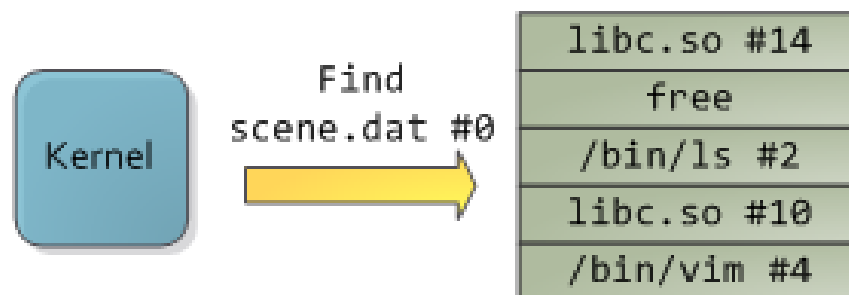 Kernel
Find
scene.dat #0
libc.so #14
free
/bin/ls #2
libc.so #10
/bin/vim #4